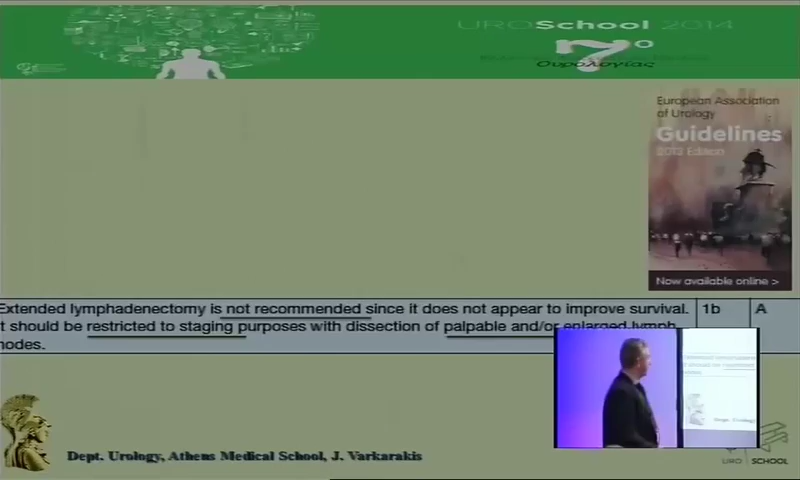 UROSchool 2014
7º
Ουρολογίας
European Association
of Urology
Guidelines
2013 Edition
Now available online >
Extended lymphadenectomy is not recommended since it does not appear to improve survival.
It should be restricted to staging purposes with dissection of palpable and/or enlarged lymph
nodes.
1b
A
Dept. Urology, Athens Medical School, J. Varkarakis
URO SCHOOL